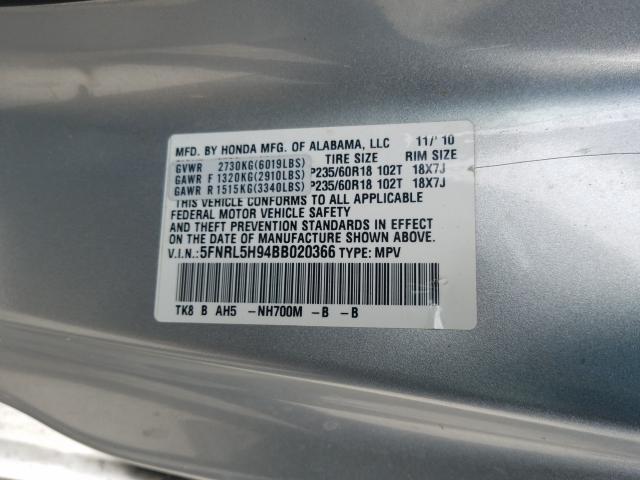 MFD. BY HONDA MFG. OF ALABAMA, LLC 11/'10
TIRE SIZE RIM SIZE
GVWR 2730KG(6019LBS)
GAWR F 1320KG(2910LBS) P235/60R18 102T 18X7J
GAWR R 1515KG(3340LBS) P235/60R18 102T 18X7J
THIS VEHICLE CONFORMS TO ALL APPLICABLE
FEDERAL MOTOR VEHICLE SAFETY
AND THEFT PREVENTION STANDARDS IN EFFECT
ON THE DATE OF MANUFACTURE SHOWN ABOVE.
V.I.N.:5FNRL5H94BB020366 TYPE: MPV
TK8 B AH5 -NH700M -B -B